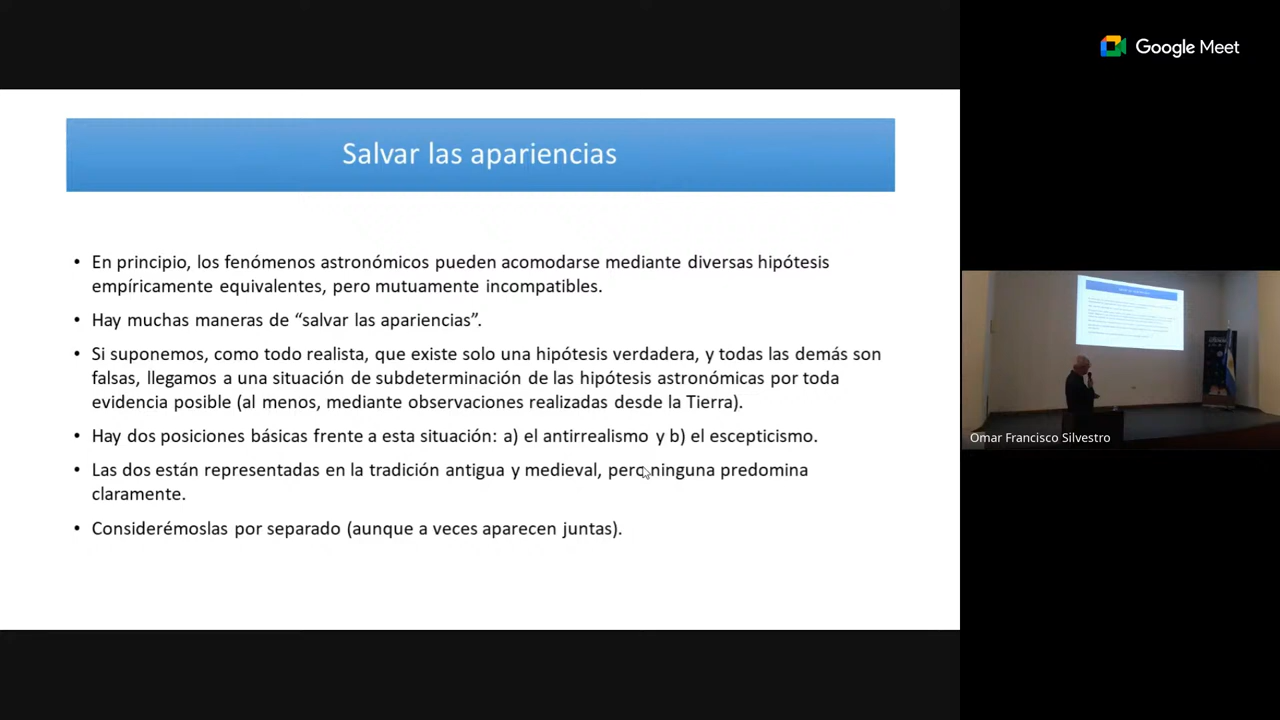 Google Meet
Salvar las apariencias
• En principio, los fenómenos astronómicos pueden acomodarse mediante diversas hipótesis
empíricamente equivalentes, pero mutuamente incompatibles.
• Hay muchas maneras de “salvar las apariencias”.
• Si suponemos, como todo realista, que existe solo una hipótesis verdadera, y todas las demás son
falsas, llegamos a una situación de subdeterminación de las hipótesis astronómicas por toda
evidencia posible (al menos, mediante observaciones realizadas desde la Tierra).
• Hay dos posiciones básicas frente a esta situación: a) el antirrealismo y b) el escepticismo.
• Las dos están representadas en la tradición antigua y medieval, pero ninguna predomina
claramente.
• Considerémoslas por separado (aunque a veces aparecen juntas).
Omar Francisco Silvestro